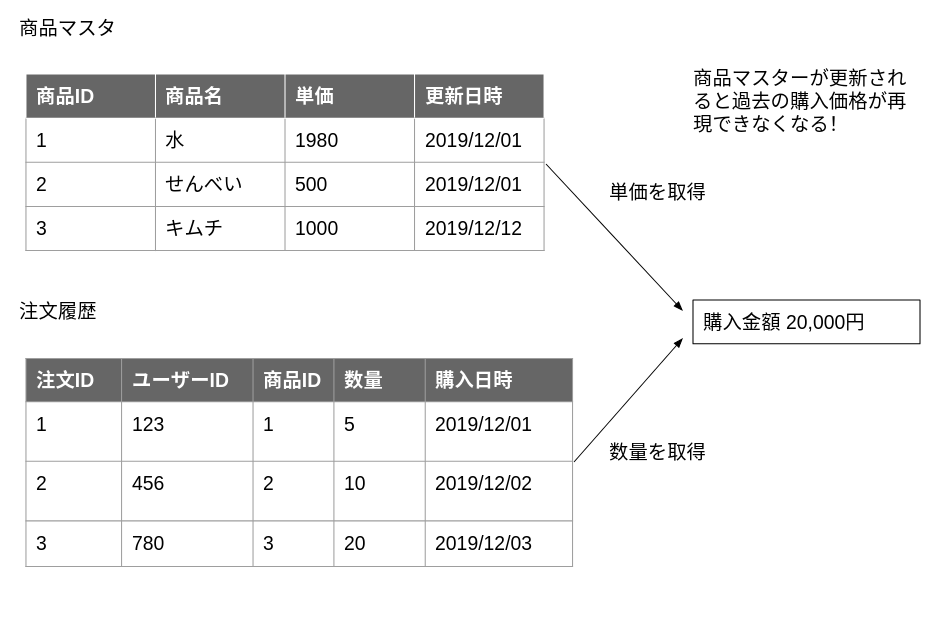 商品マスタ
商品ID 商品名 単価 更新日時
1 水 1980 2019/12/01
2 せんべい 500 2019/12/01
3 キムチ 1000 2019/12/12
商品マスターが更新され
ると過去の購入価格が再
現できなくなる!
単価を取得
購入金額 20,000円
数量を取得
注文履歴
注文ID ユーザーID 商品ID 数量 購入日時
1 123 1 5 2019/12/01
2 456 2 10 2019/12/02
3 780 3 20 2019/12/03